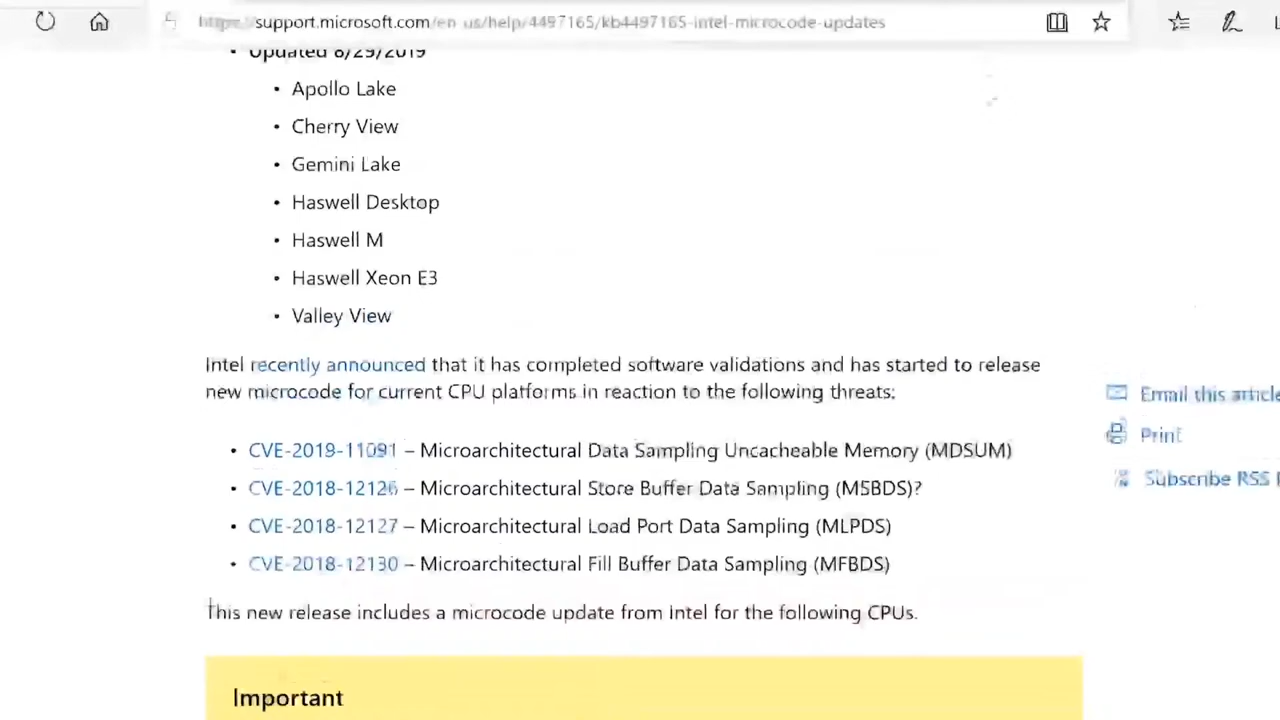 https://support.microsoft.com/en-us/help/4497165/kb4497165-intel-microcode-updates
• Updated 8/29/2019
• Apollo Lake
• Cherry View
• Gemini Lake
• Haswell Desktop
• Haswell M
• Haswell Xeon E3
• Valley View
Intel recently announced that it has completed software validations and has started to release
new microcode for current CPU platforms in reaction to the following threats:
• CVE-2019-11091 – Microarchitectural Data Sampling Uncacheable Memory (MDSUM)
• CVE-2018-12126 – Microarchitectural Store Buffer Data Sampling (MSBDS)?
• CVE-2018-12127 – Microarchitectural Load Port Data Sampling (MLPDS)
• CVE-2018-12130 – Microarchitectural Fill Buffer Data Sampling (MFBDS)
This new release includes a microcode update from Intel for the following CPUs.
Important
Email this article
Print
Subscribe RSS